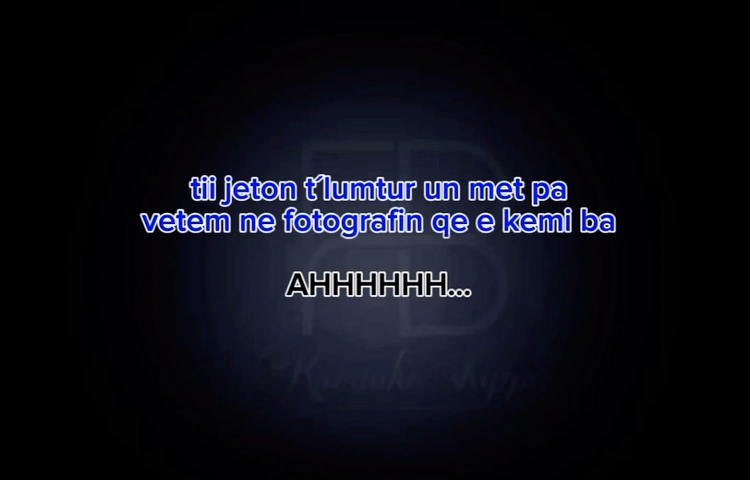 tii jeton t´lumtur un met pa
vetem ne fotografin qe e kemi ba
AHHHHHH...